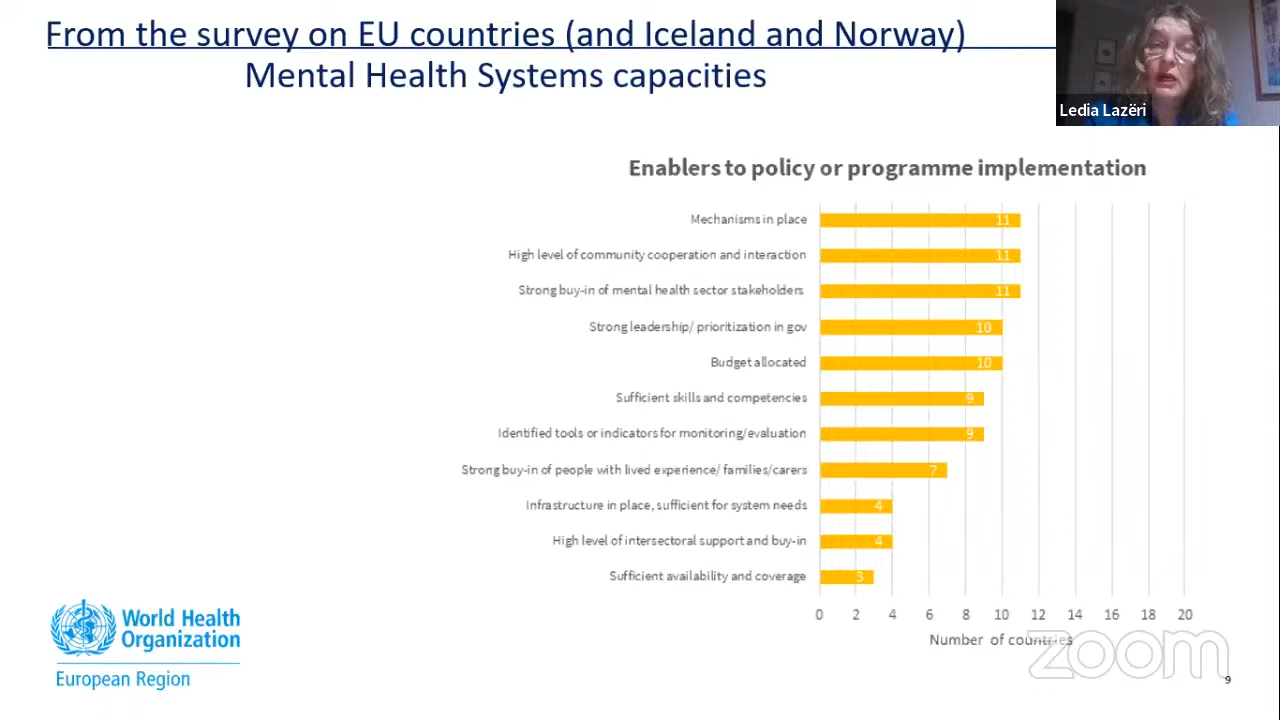 From the survey on EU countries (and Iceland and Norway)
Mental Health Systems capacities
Ledia Lazëri
Enablers to policy or programme implementation
Mechanisms in place 11
High level of community cooperation and interaction 11
Strong buy-in of mental health sector stakeholders 11
Strong leadership/ prioritization in gov 10
Budget allocated 10
Sufficient skills and competencies 9
Identified tools or indicators for monitoring/evaluation 9
Strong buy-in of people with lived experience/ families/carers 7
Infrastructure in place, sufficient for system needs 4
High level of intersectoral support and buy-in 4
Sufficient availability and coverage 3
0 2 4 6 8 10 12 14 16 18 20
Number of countries
World Health
Organization
European Region
zoom
9